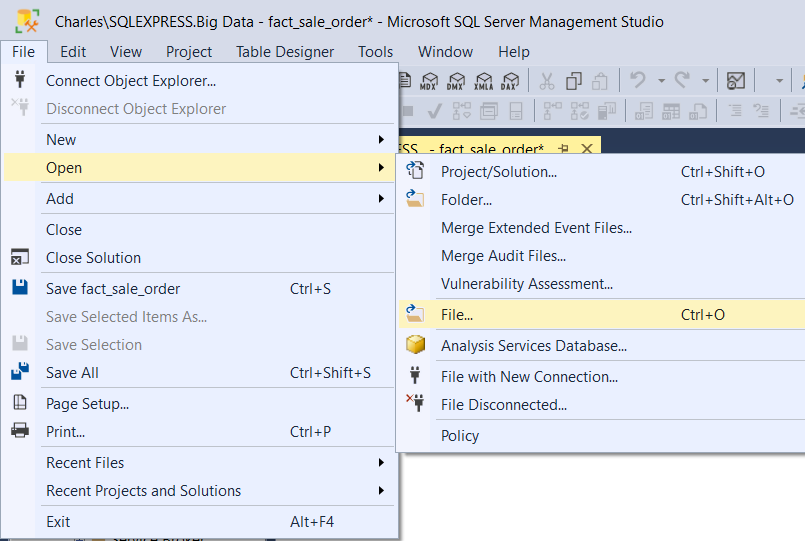 Charles\SQLEXPRESS.Big Data - fact_sale_order* - Microsoft SQL Server Management Studio
File Edit View Project Table Designer Tools Window Help
MDX DMX XMLA DAX
Connect Object Explorer...
Disconnect Object Explorer
New
Open
Add
Close
Close Solution
Save fact_sale_order Ctrl+S
Save Selected Items As...
Save Selection
Save All Ctrl+Shift+S
Page Setup...
Print... Ctrl+P
Recent Files
Recent Projects and Solutions
Exit Alt+F4
- fact_sale_order*
Project/Solution... Ctrl+Shift+O
Folder... Ctrl+Shift+Alt+O
Merge Extended Event Files...
Merge Audit Files...
Vulnerability Assessment...
File... Ctrl+O
Analysis Services Database...
File with New Connection...
File Disconnected...
Policy